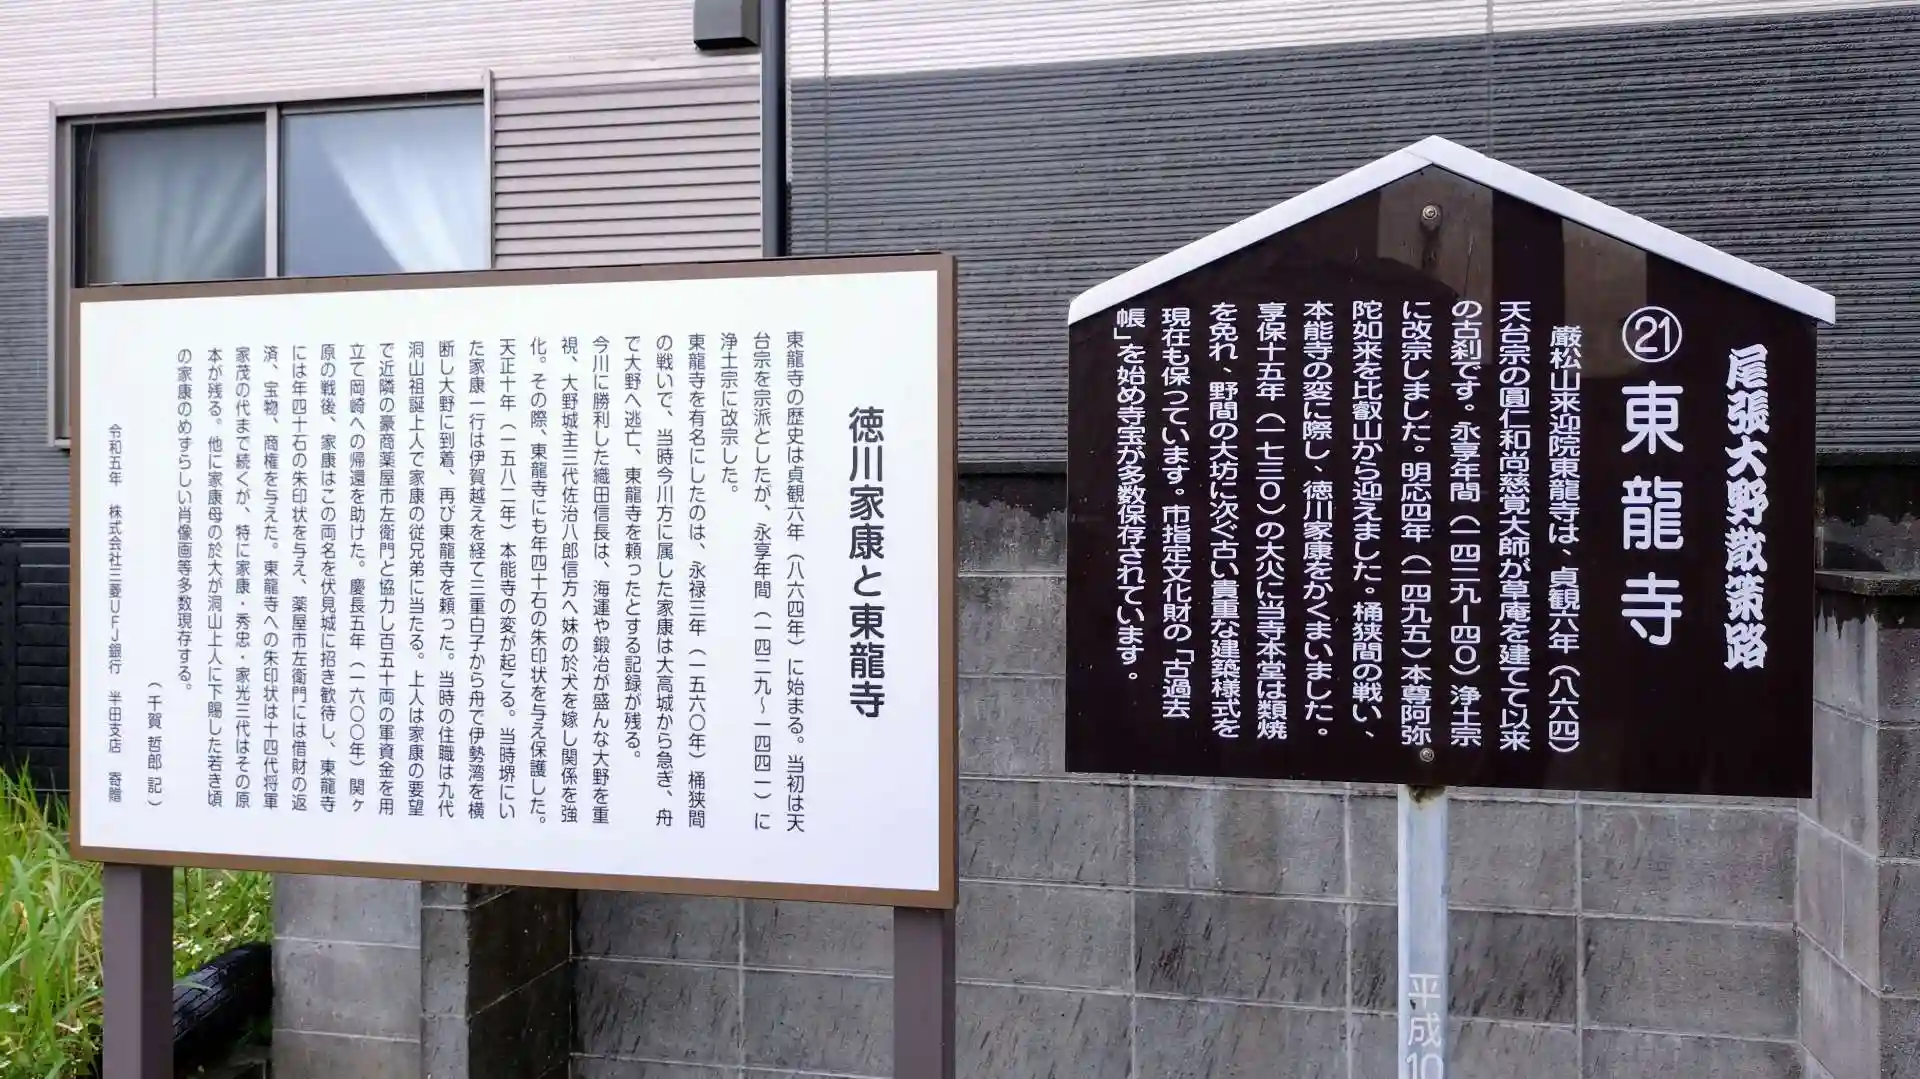 徳川家康と東龍寺
東龍寺の歴史は貞観六年（八六四年）に始まる。当初は天
台宗を宗派としたが、永享年間（一四二九～一四四一）に
浄土宗に改宗した。
東龍寺を有名にしたのは、永禄三年（一五六〇年）桶狭間
の戦いで、当時今川方に属した家康は大高城から急ぎ、舟
で大野へ逃亡、東龍寺を頼ったとする記録が残る。
今川に勝利した織田信長は、海運や鍛冶が盛んな大野を重
視、大野城主三代佐治八郎信方へ妹の於犬を嫁し関係を強
化。その際、東龍寺にも年四十石の朱印状を与え保護した。
天正十年（一五八二年）本能寺の変が起こる。当時堺にい
た家康一行は伊賀越えを経て三重白子から舟で伊勢湾を横
断し大野に到着、再び東龍寺を頼った。当時の住職は九代
洞山祖誕上人で家康の従兄弟に当たる。上人は家康の要望
で近隣の豪商薬屋市左衛門と協力し百五十両の軍資金を用
立て岡崎への帰還を助けた。慶長五年（一六〇〇年）関ヶ
原の戦後、家康はこの両名を伏見城に招き歓待し、東龍寺
には年四十石の朱印状を与え、薬屋市左衛門には借財の返
済、宝物、商権を与えた。東龍寺への朱印状は十四代将軍
家茂の代まで続くが、特に家康・秀忠・家光三代はその原
本が残る。他に家康母の於大が洞山上人に下賜した若き頃
の家康のめずらしい肖像画等多数現存する。
（千賀 哲郎 記）
令和五年 株式会社三菱ＵＦＪ銀行 半田支店 寄贈
尾張大野散策路
㉑東龍寺
巌松山来迎院東龍寺は、貞観六年（八六四）
天台宗の圓仁和尚慈覚大師が草庵を建てて以来
の古刹です。永享年間（一四二九ー四〇）浄土宗
に改宗しました。明応四年（一四九五）本尊阿弥
陀如来を比叡山から迎えました。桶狭間の戦い、
本能寺の変に際し、徳川家康をかくまいました。
享保十五年（一七三〇）の大火に当寺本堂は類焼
を免れ、野間の大坊に次ぐ古い貴重な建築様式を
現在も保っています。市指定文化財の「古過去
帳」を始め寺宝が多数保存されています。
平成10